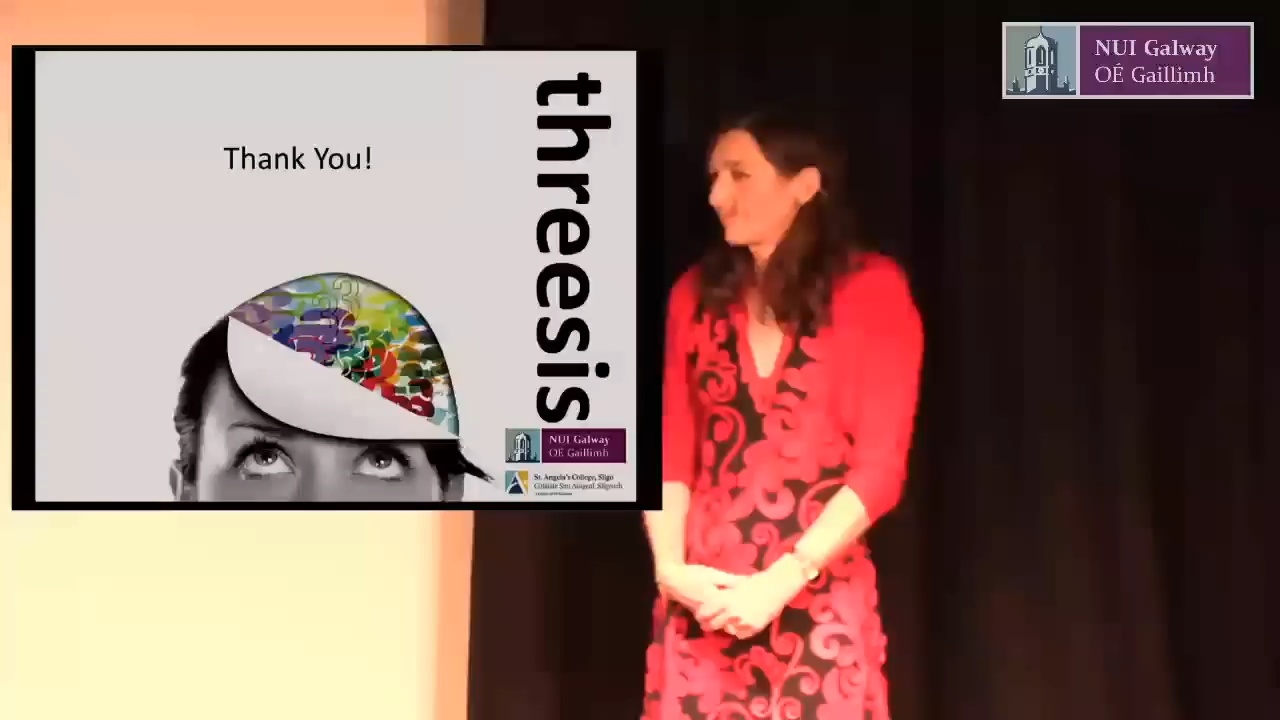 NUI Galway
OÉ Gaillimh
Thank You!
threesis
NUI Galway
OÉ Gaillimh
St. Angela's College, Sligo